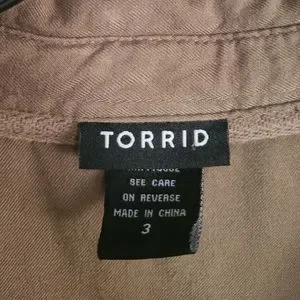 TORRID
SEE CARE
ON REVERSE
MADE IN CHINA
3